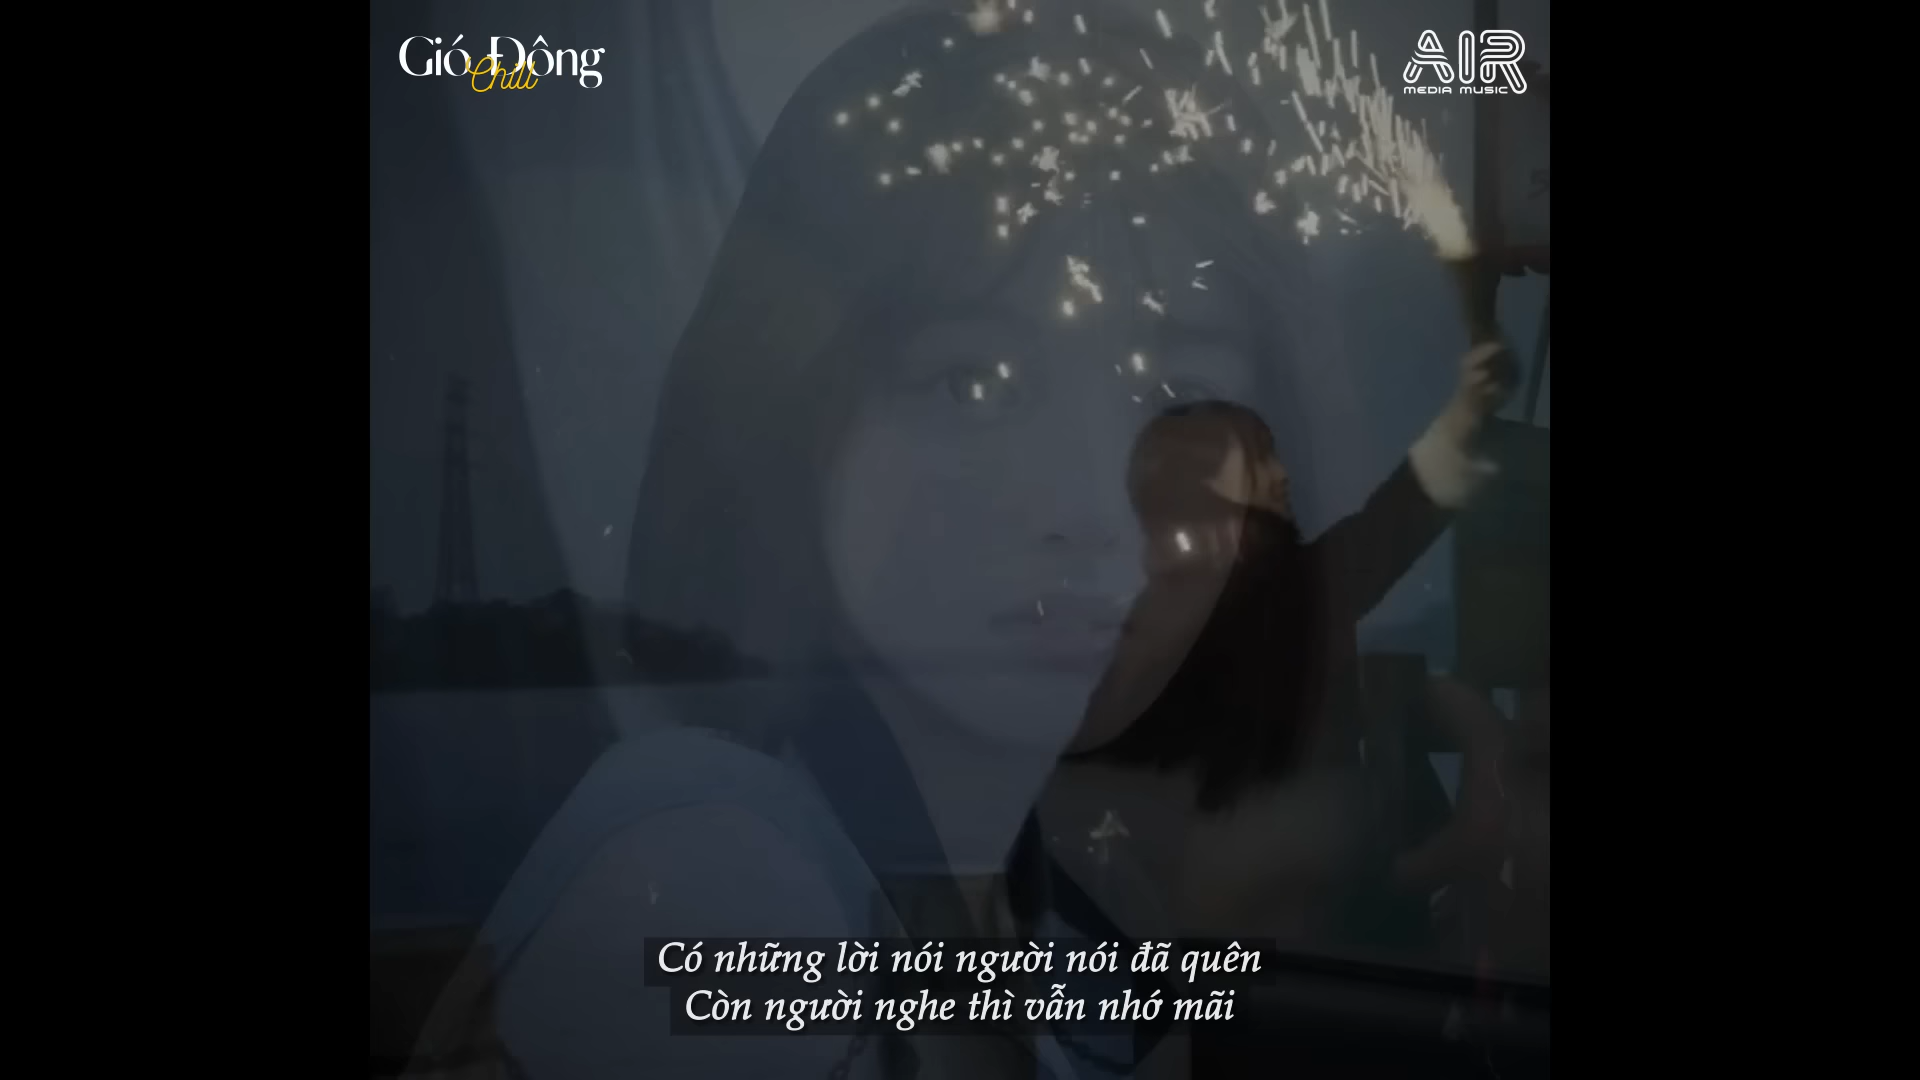 Gió Đông
Chill
AIR
MEDIA MUSIC
Có những lời nói người nói đã quên
Còn người nghe thì vẫn nhớ mãi